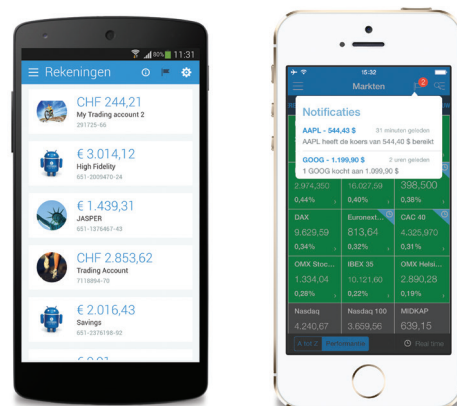 80% 11:31
Rekeningen
CHF 244,21
My Trading account 2
291725-66
€ 3.014,12
High Fidelity
651-2009470-24
€ 1.439,31
JASPER
651-1376467-43
CHF 2.853,62
Trading Account
7118894-70
€ 2.016,43
Savings
651-2376198-92
15:32
Markten
2
Notificaties
AAPL - 544,43 $ 31 minuten geleden
AAPL heeft de koers van 544,40 $ bereikt
GOOG - 1.199,90 $ 2 uren geleden
1 GOOG kocht aan 1.099,90 $
2.974,350 16.027,59 398,500
0,44% 0,40% 0,38%
DAX Euronext... CAC 40
9.629,59 813,64 4.325,970
0,34% 0,32% 0,31%
OMX Stoc... IBEX 35 OMX Helsi...
1.334,04 10.121,60 2.890,28
0,28% 0,22% 0,19%
Nasdaq Nasdaq 100 MIDKAP
4.240,67 3.659,56 639,15
A tot Z Performantie Real time